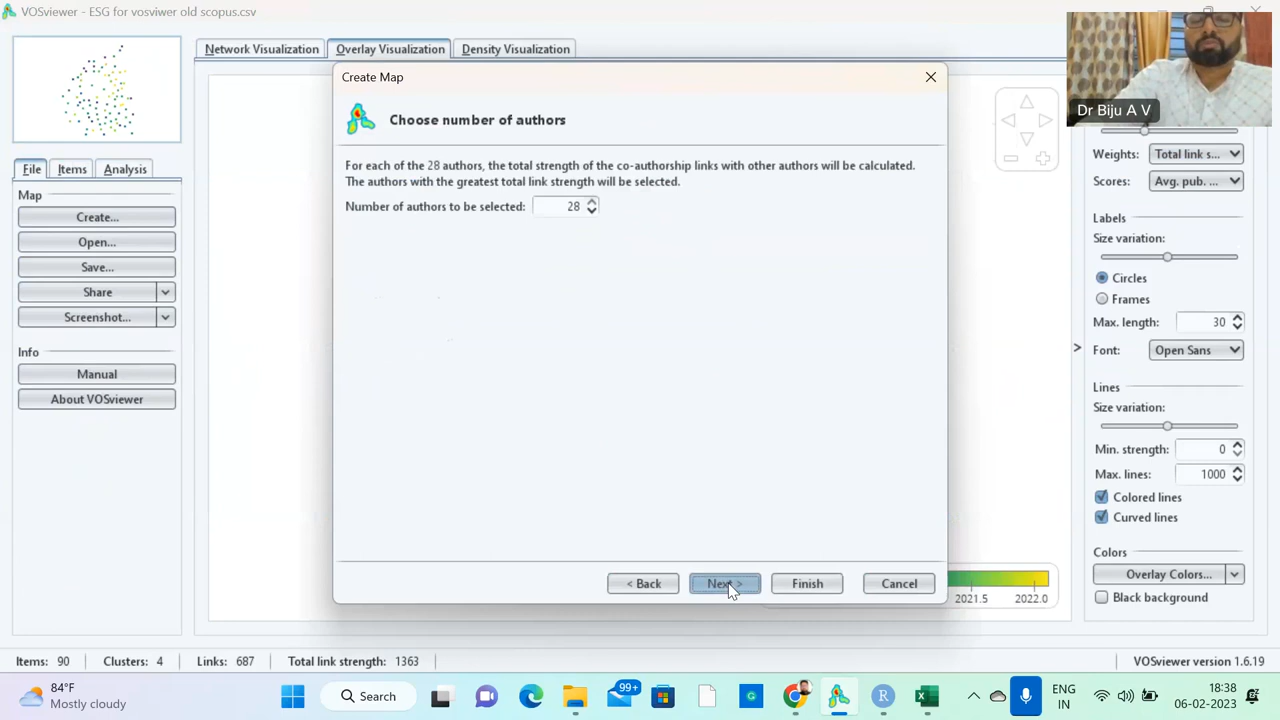 VOSviewer - ESG for vosviwer old scopus.csv
Network Visualization
Overlay Visualization
Density Visualization
Dr Biju A V
File
Items
Analysis
Map
Create...
Open...
Save...
Share
Screenshot...
Info
Manual
About VOSviewer
Create Map
Choose number of authors
For each of the 28 authors, the total strength of the co-authorship links with other authors will be calculated.
The authors with the greatest total link strength will be selected.
Number of authors to be selected: 28
< Back
Next >
Finish
Cancel
Weights: Total link s...
Scores: Avg. pub. ...
Labels
Size variation:
Circles
Frames
Max. length: 30
> Font: Open Sans
Lines
Size variation:
Min. strength: 0
Max. lines: 1000
Colored lines
Curved lines
Colors
Overlay Colors...
Black background
2021.5 2022.0
Items: 90 Clusters: 4 Links: 687 Total link strength: 1363
VOSviewer version 1.6.19
84°F
Mostly cloudy
Search
99+
G
R
ENG
IN
18:38
06-02-2023